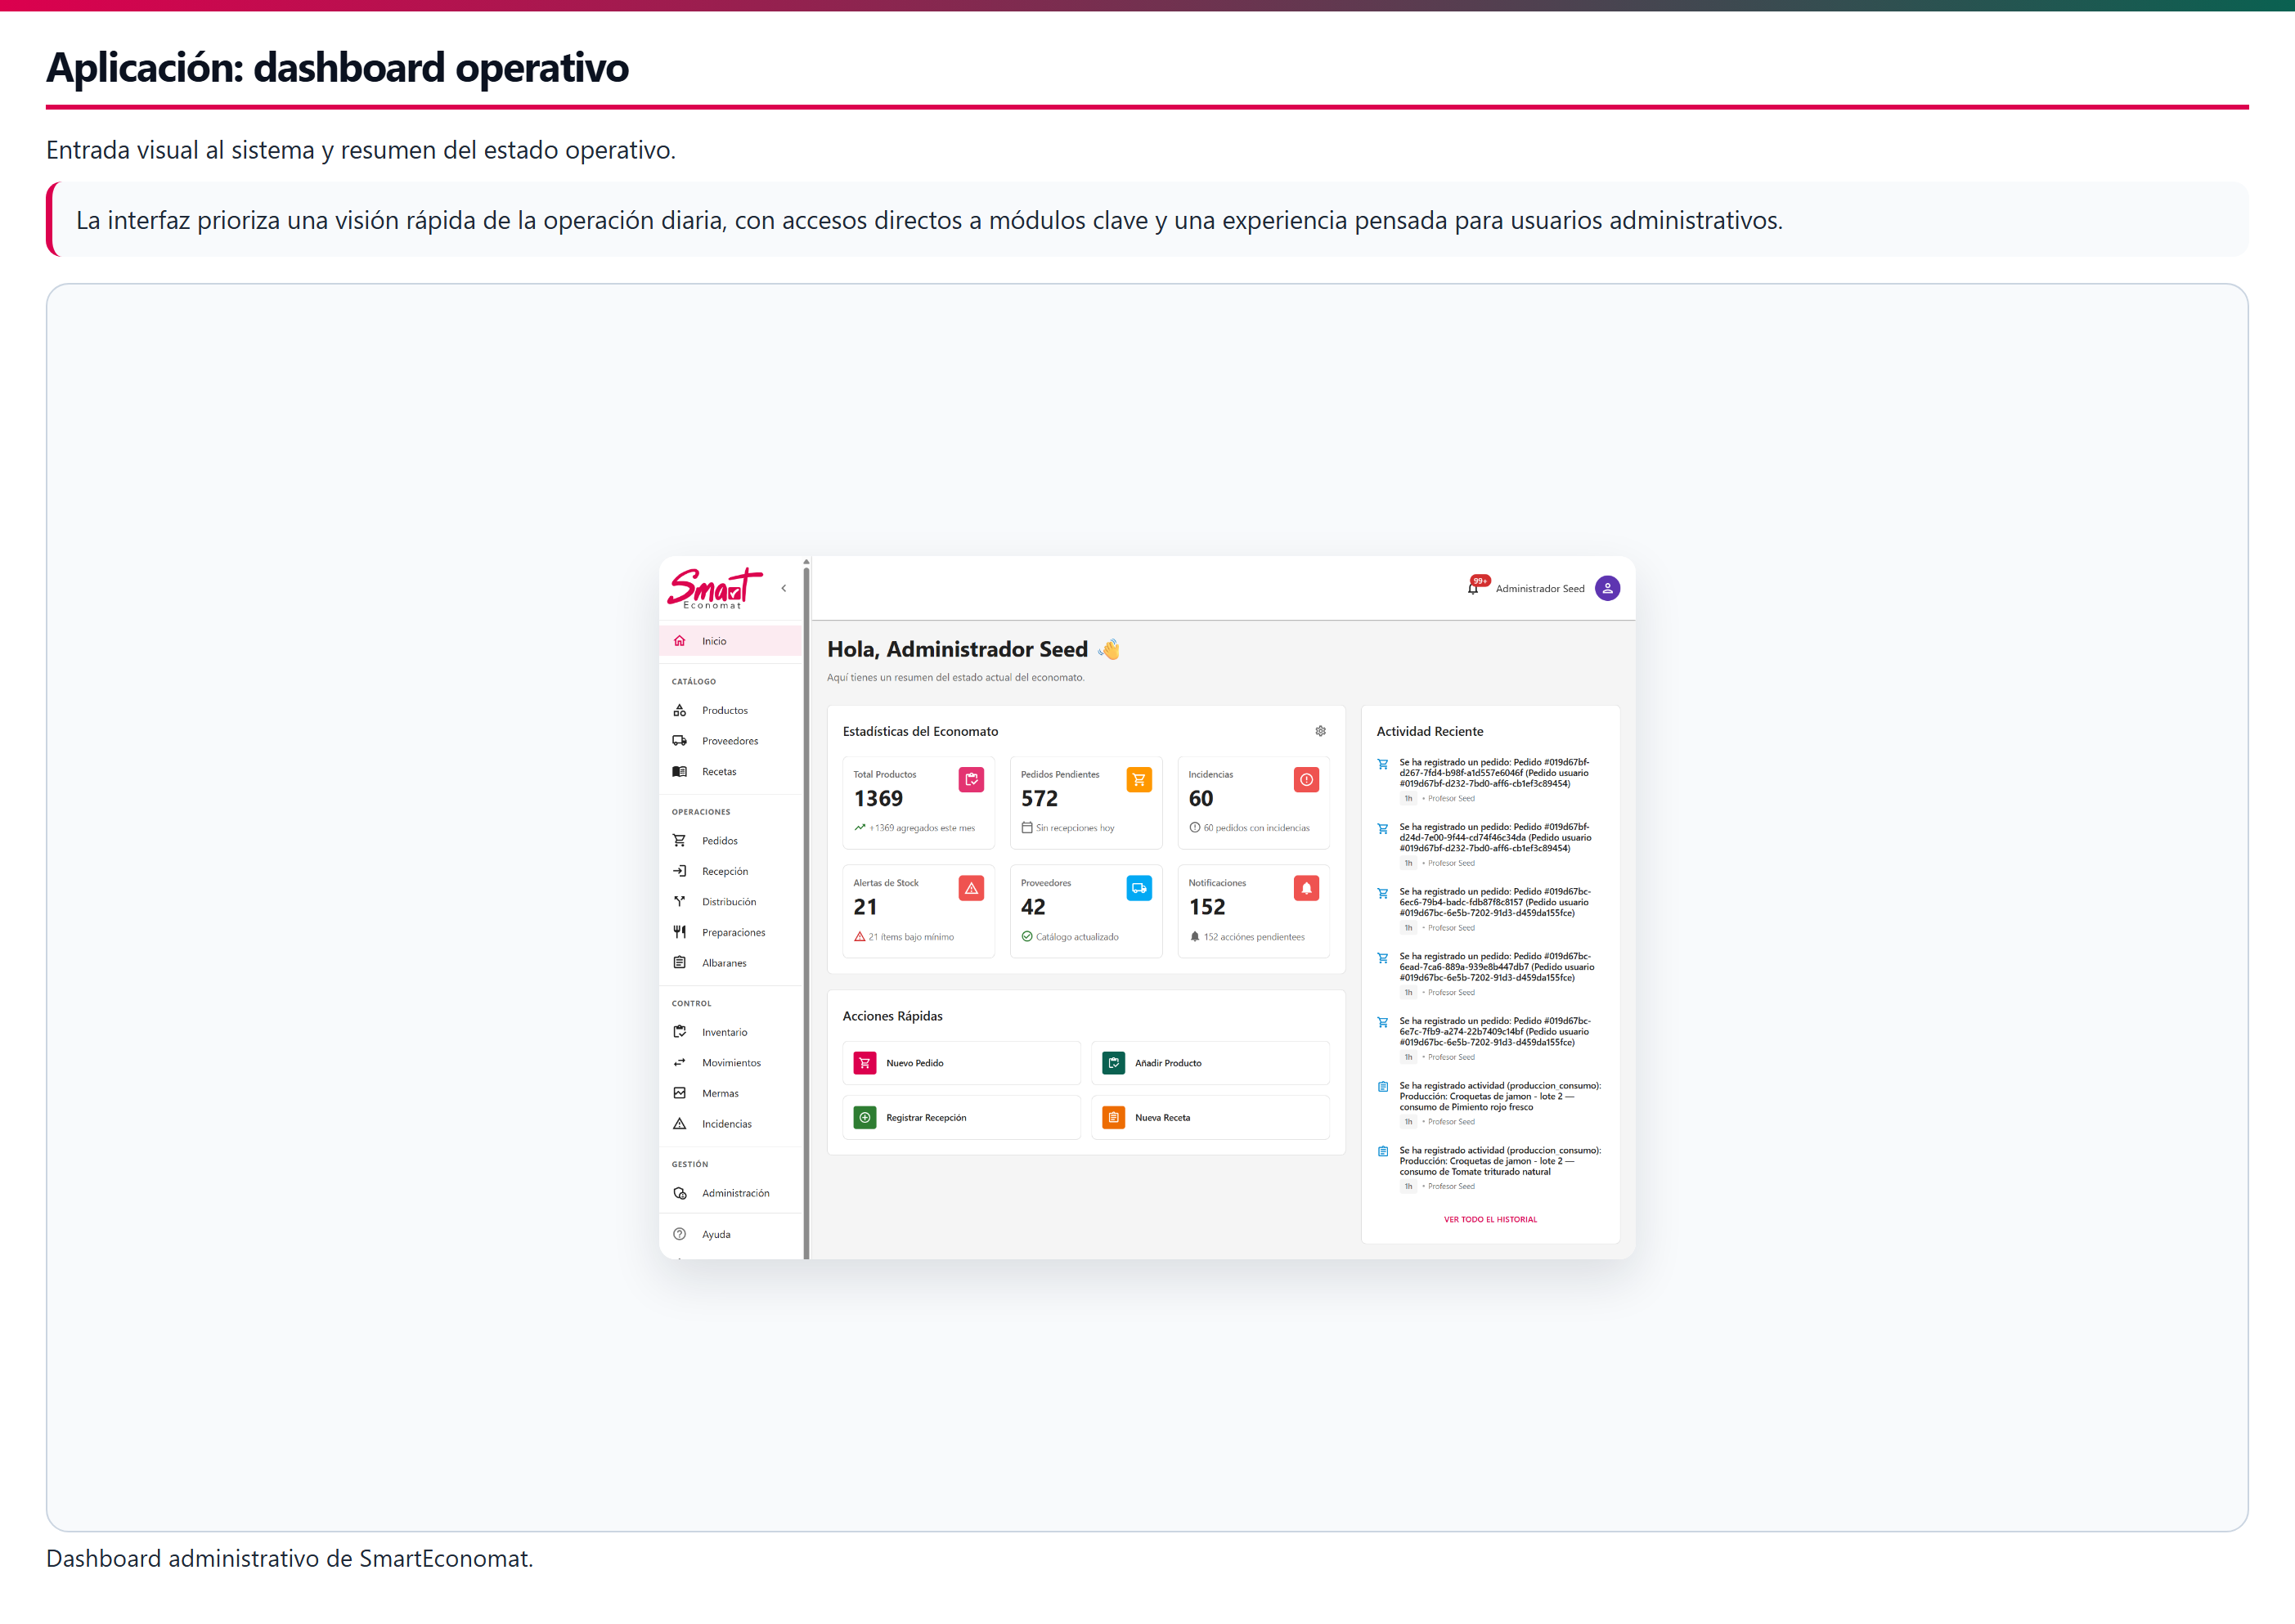 Aplicación: dashboard operativo
Entrada visual al sistema y resumen del estado operativo.
La interfaz prioriza una visión rápida de la operación diaria, con accesos directos a módulos clave y una experiencia pensada para usuarios administrativos.
Smart
Economat
Inicio
CATÁLOGO
Productos
Proveedores
Recetas
OPERACIONES
Pedidos
Recepción
Distribución
Preparaciones
Albaranes
CONTROL
Inventario
Movimientos
Mermas
Incidencias
GESTIÓN
Administración
Ayuda
99+
Administrador Seed
Hola, Administrador Seed 👋
Aquí tienes un resumen del estado actual del economato.
Estadísticas del Economato
Total Productos
1369
+1369 agregados este mes
Pedidos Pendientes
572
Sin recepciones hoy
Incidencias
60
60 pedidos con incidencias
Alertas de Stock
21
21 ítems bajo mínimo
Proveedores
42
Catálogo actualizado
Notificaciones
152
152 acciónes pendientees
Acciones Rápidas
Nuevo Pedido
Añadir Producto
Registrar Recepción
Nueva Receta
Actividad Reciente
Se ha registrado un pedido: Pedido #019d67bf-
d267-7fd4-b98f-a1d557e6046f (Pedido usuario
#019d67bf-d232-7bd0-aff6-cb1ef3c89454)
1h • Profesor Seed
Se ha registrado un pedido: Pedido #019d67bf-
d24d-7e00-9f44-cd74f46c34da (Pedido usuario
#019d67bf-d232-7bd0-aff6-cb1ef3c89454)
1h • Profesor Seed
Se ha registrado un pedido: Pedido #019d67bc-
6ec6-79b4-badc-fdb87f8c8157 (Pedido usuario
#019d67bc-6e5b-7202-91d3-d459da155fce)
1h • Profesor Seed
Se ha registrado un pedido: Pedido #019d67bc-
6ead-7ca6-889a-939e8b447db7 (Pedido usuario
#019d67bc-6e5b-7202-91d3-d459da155fce)
1h • Profesor Seed
Se ha registrado un pedido: Pedido #019d67bc-
6e7c-7fb9-a274-22b7409c14bf (Pedido usuario
#019d67bc-6e5b-7202-91d3-d459da155fce)
1h • Profesor Seed
Se ha registrado actividad (produccion_consumo):
Producción: Croquetas de jamon - lote 2 —
consumo de Pimiento rojo fresco
1h • Profesor Seed
Se ha registrado actividad (produccion_consumo):
Producción: Croquetas de jamon - lote 2 —
consumo de Tomate triturado natural
1h • Profesor Seed
VER TODO EL HISTORIAL
Dashboard administrativo de SmartEconomat.